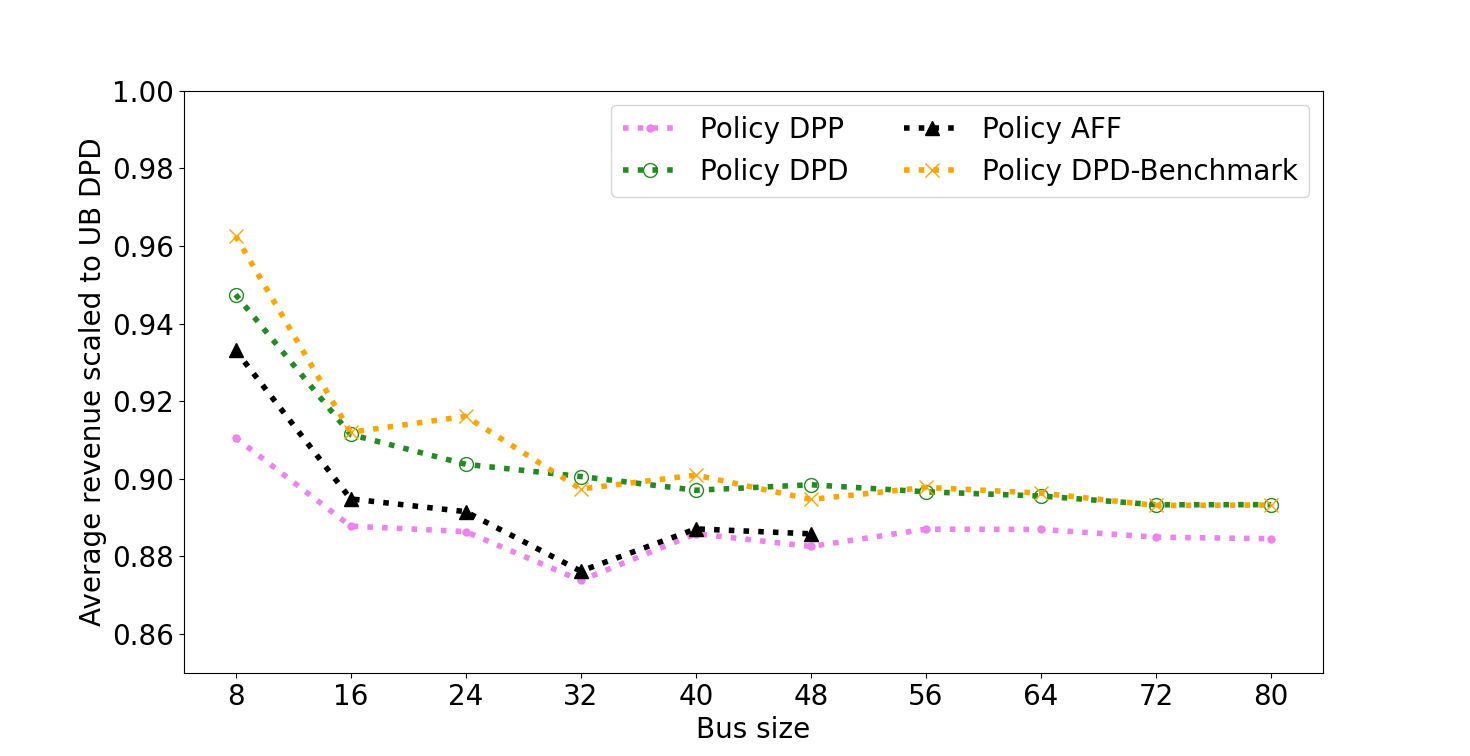 1.00
0.98
0.96
0.94
0.92
0.90
0.88
0.86
Average revenue scaled to UB DPD
Policy DPP
Policy DPD
Policy AFF
Policy DPD-Benchmark
8 16 24 32 40 48 56 64 72 80
Bus size